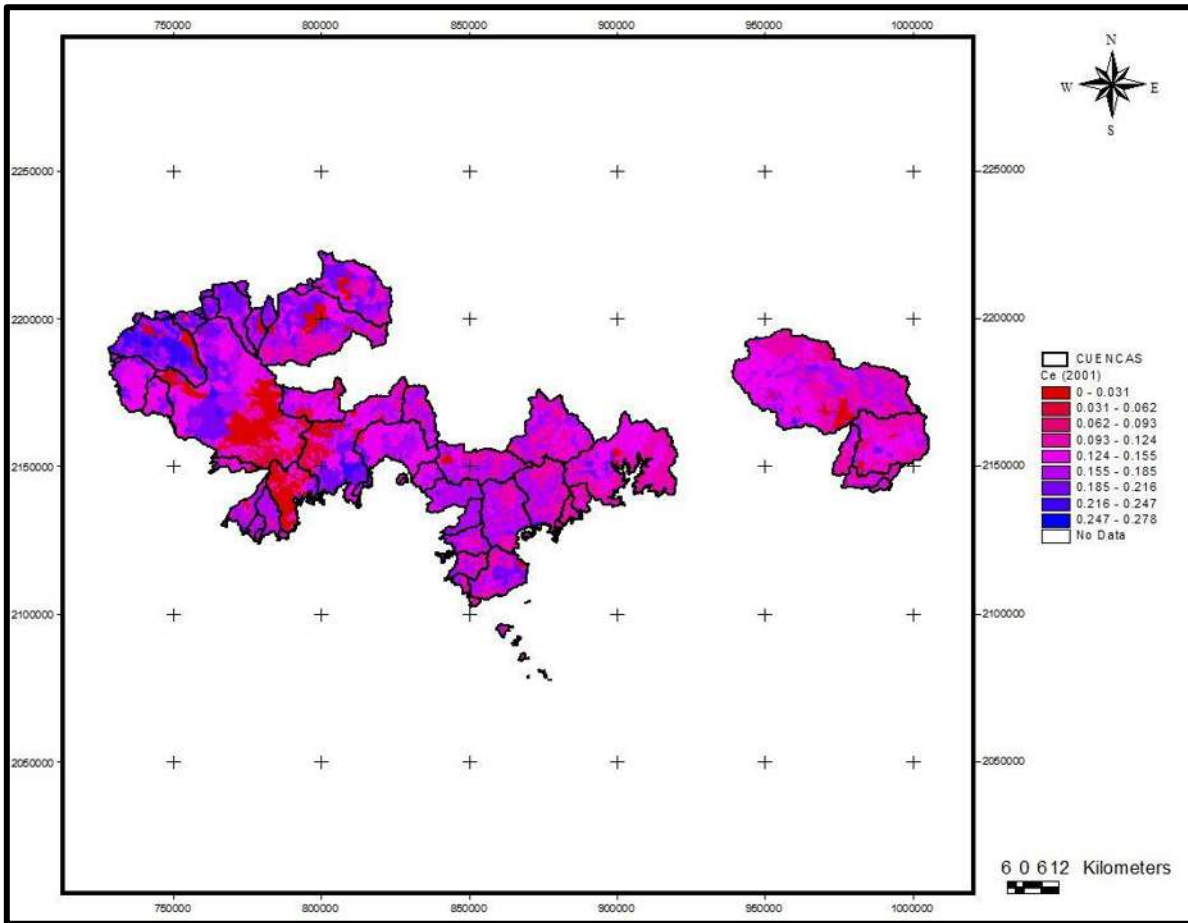 750000 800000 850000 900000 950000 1000000
N
W E
S
2250000 2250000
2200000 2200000
CUENCAS
Ce (2001)
0 - 0.031
0.031 - 0.062
0.062 - 0.093
0.093 - 0.124
0.124 - 0.155
0.155 - 0.185
0.185 - 0.216
0.216 - 0.247
0.247 - 0.278
No Data
2150000 2150000
2100000 2100000
2050000 2050000
6 0 6 12 Kilometers
750000 800000 850000 900000 950000 1000000